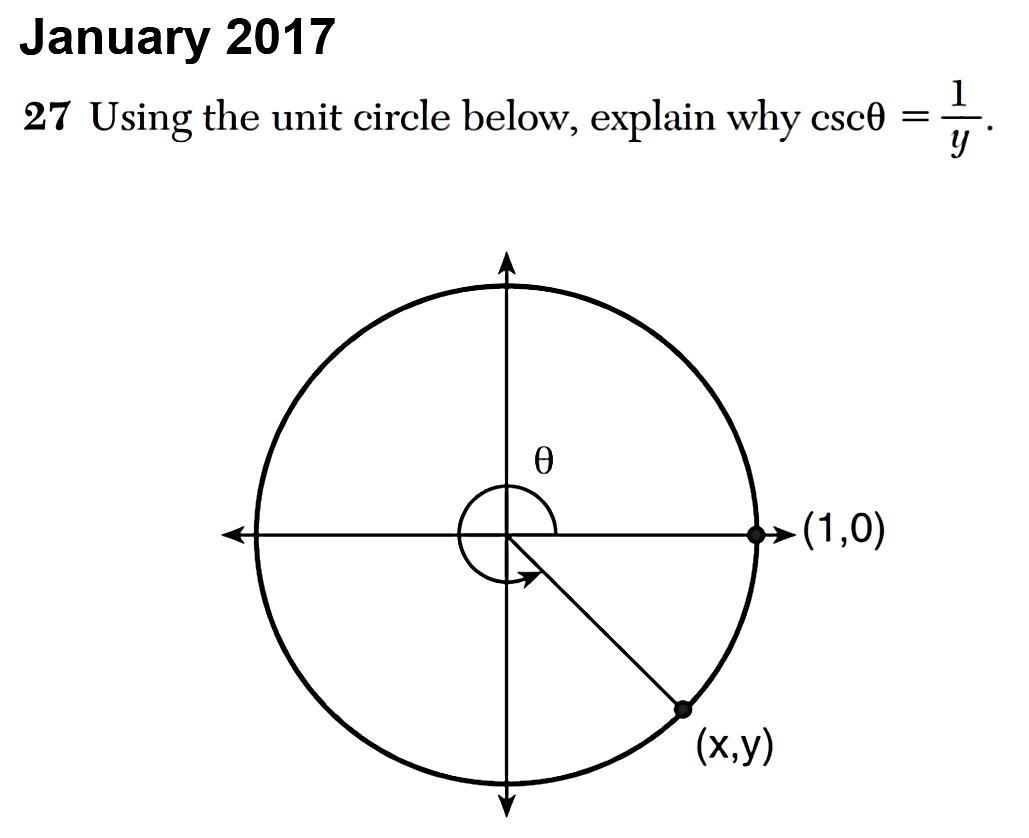 January 2017
27 Using the unit circle below, explain why cscθ = 1/y.
θ
(1,0)
(x,y)